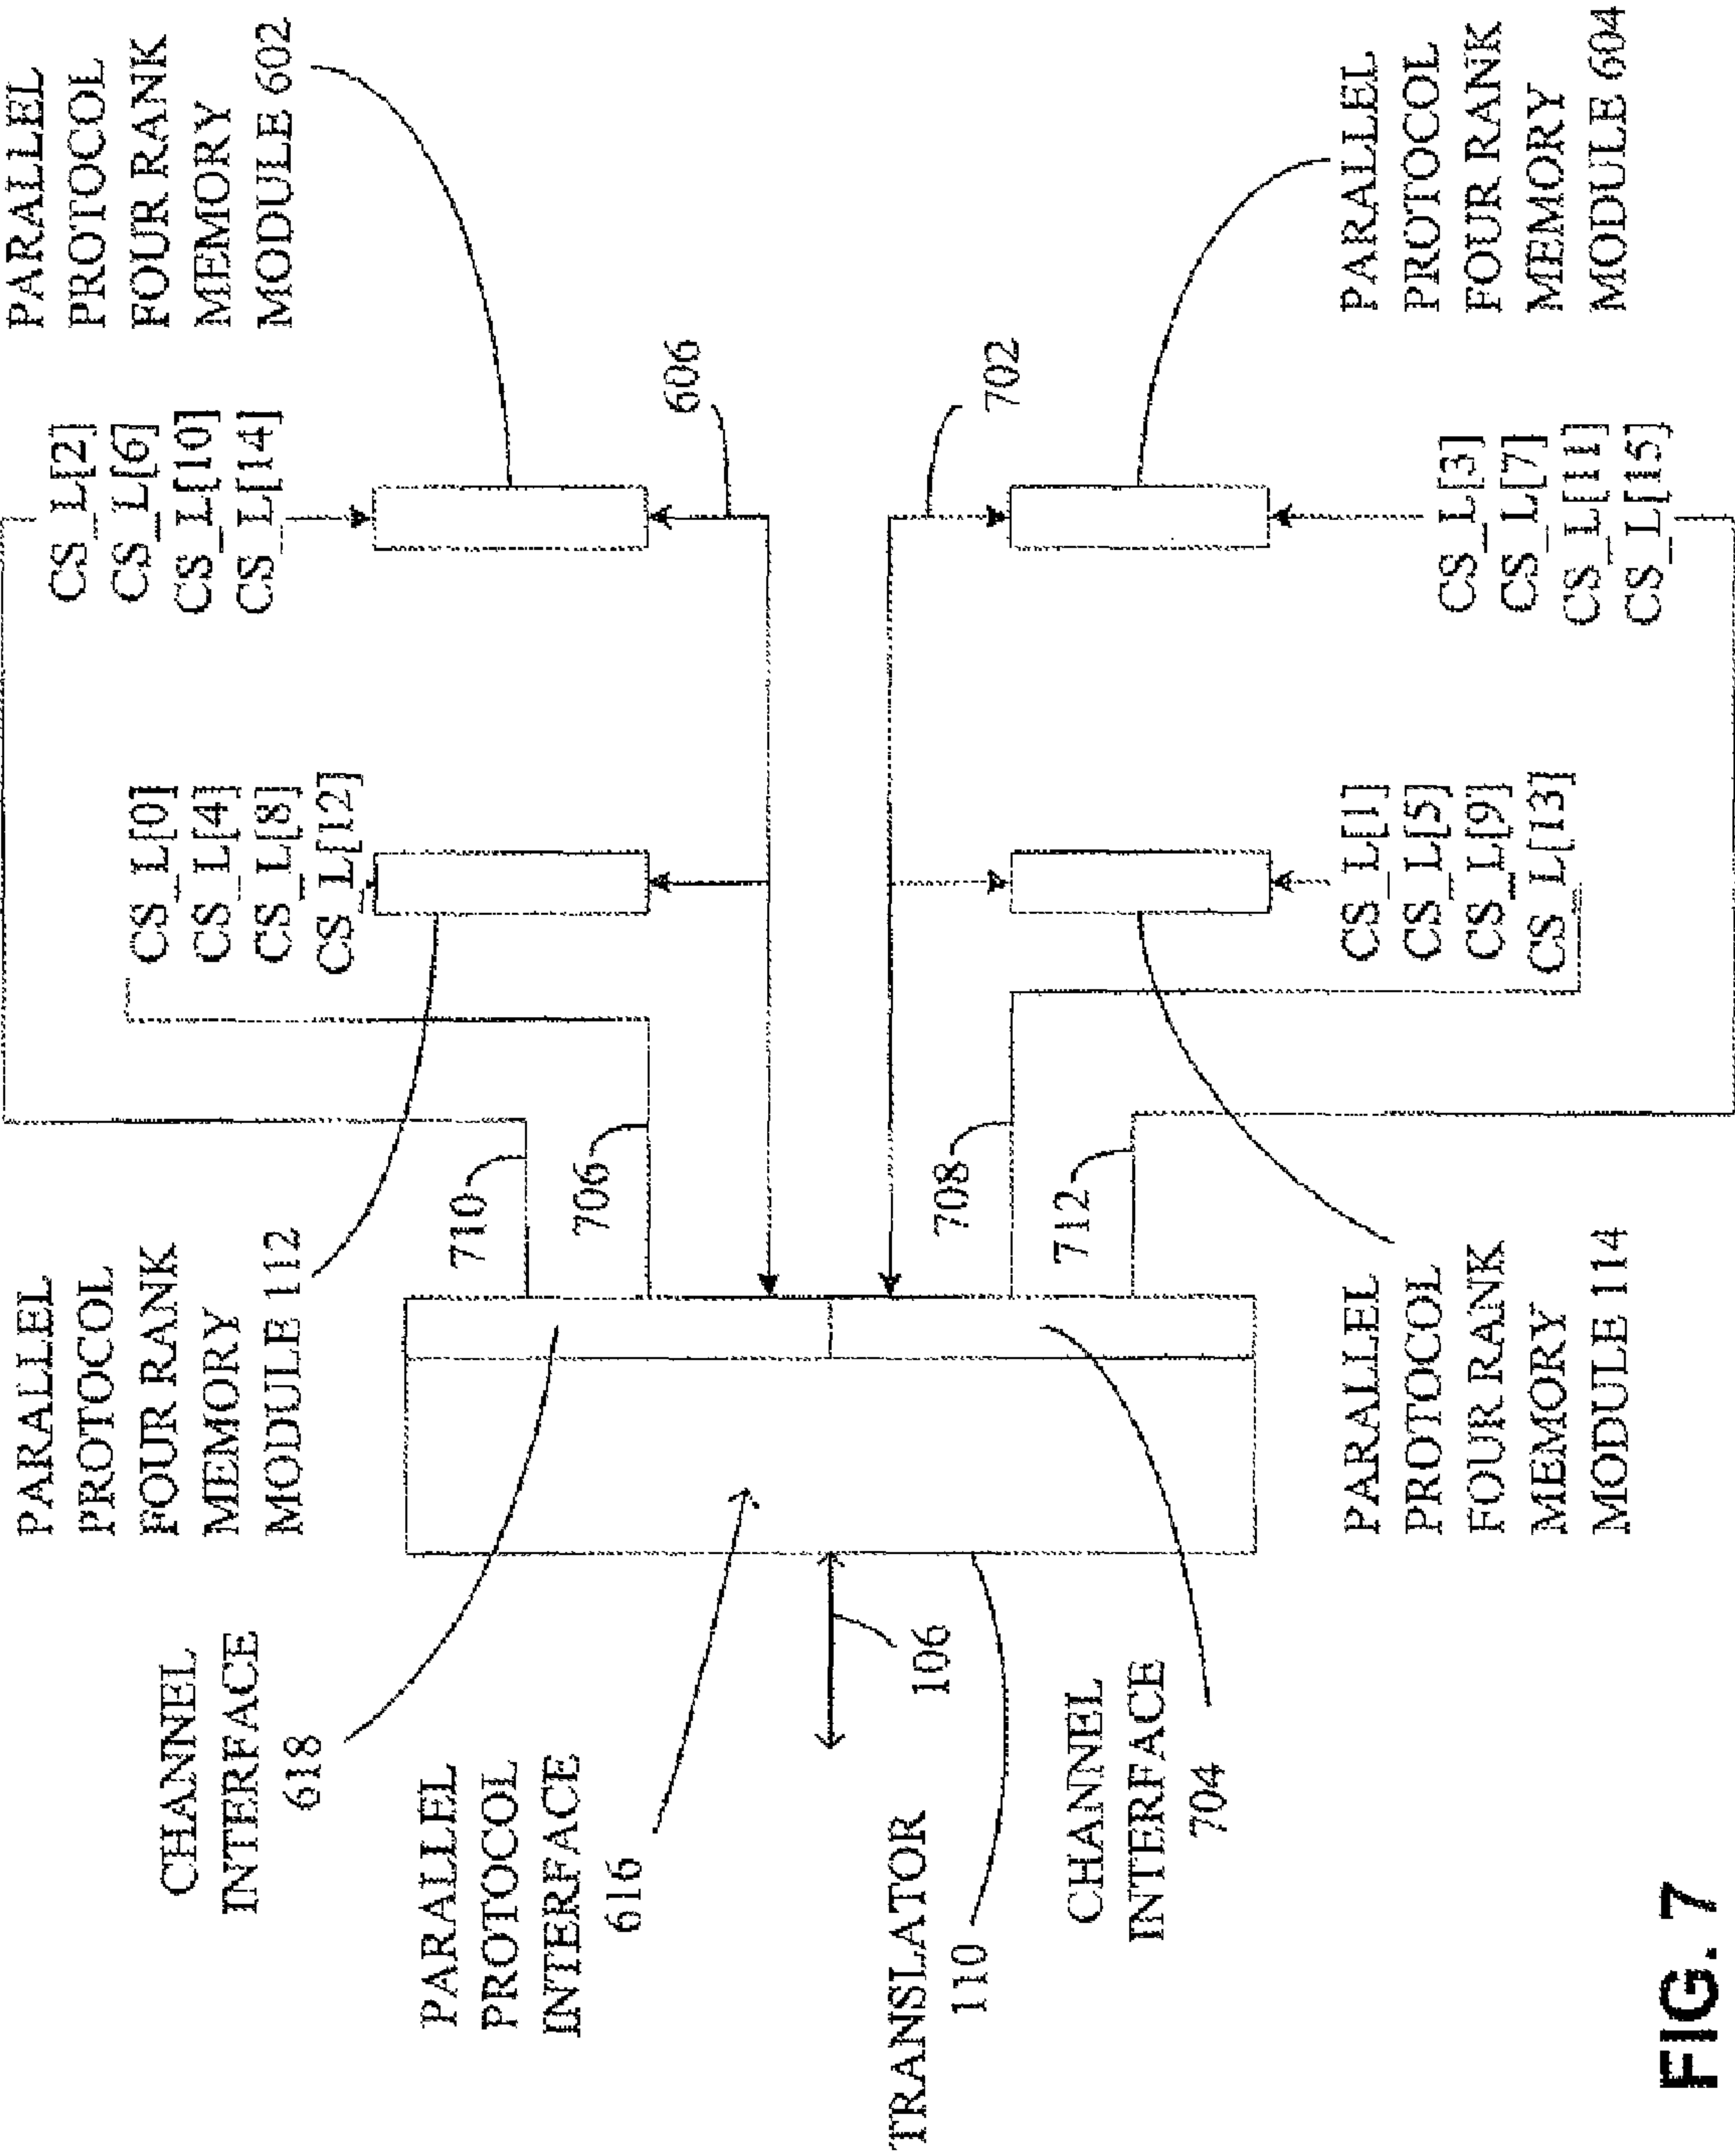 PARALLEL
PROTOCOL
FOUR RANK
MEMORY
MODULE 112
PARALLEL
PROTOCOL
FOUR RANK
MEMORY
MODULE 602
CS_L[2]
CS_L[6]
CS_L[10]
CS_L[14]
CS_L[0]
CS_L[4]
CS_L[8]
CS_L[12]
CHANNEL
INTERFACE
618
710
706
606
PARALLEL
PROTOCOL
INTERFACE
616
106
TRANSLATOR
110
CHANNEL
INTERFACE
704
708
712
702
CS_L[1]
CS_L[5]
CS_L[9]
CS_L[13]
CS_L[3]
CS_L[7]
CS_L[11]
CS_L[15]
PARALLEL
PROTOCOL
FOUR RANK
MEMORY
MODULE 114
PARALLEL
PROTOCOL
FOUR RANK
MEMORY
MODULE 604
FIG. 7